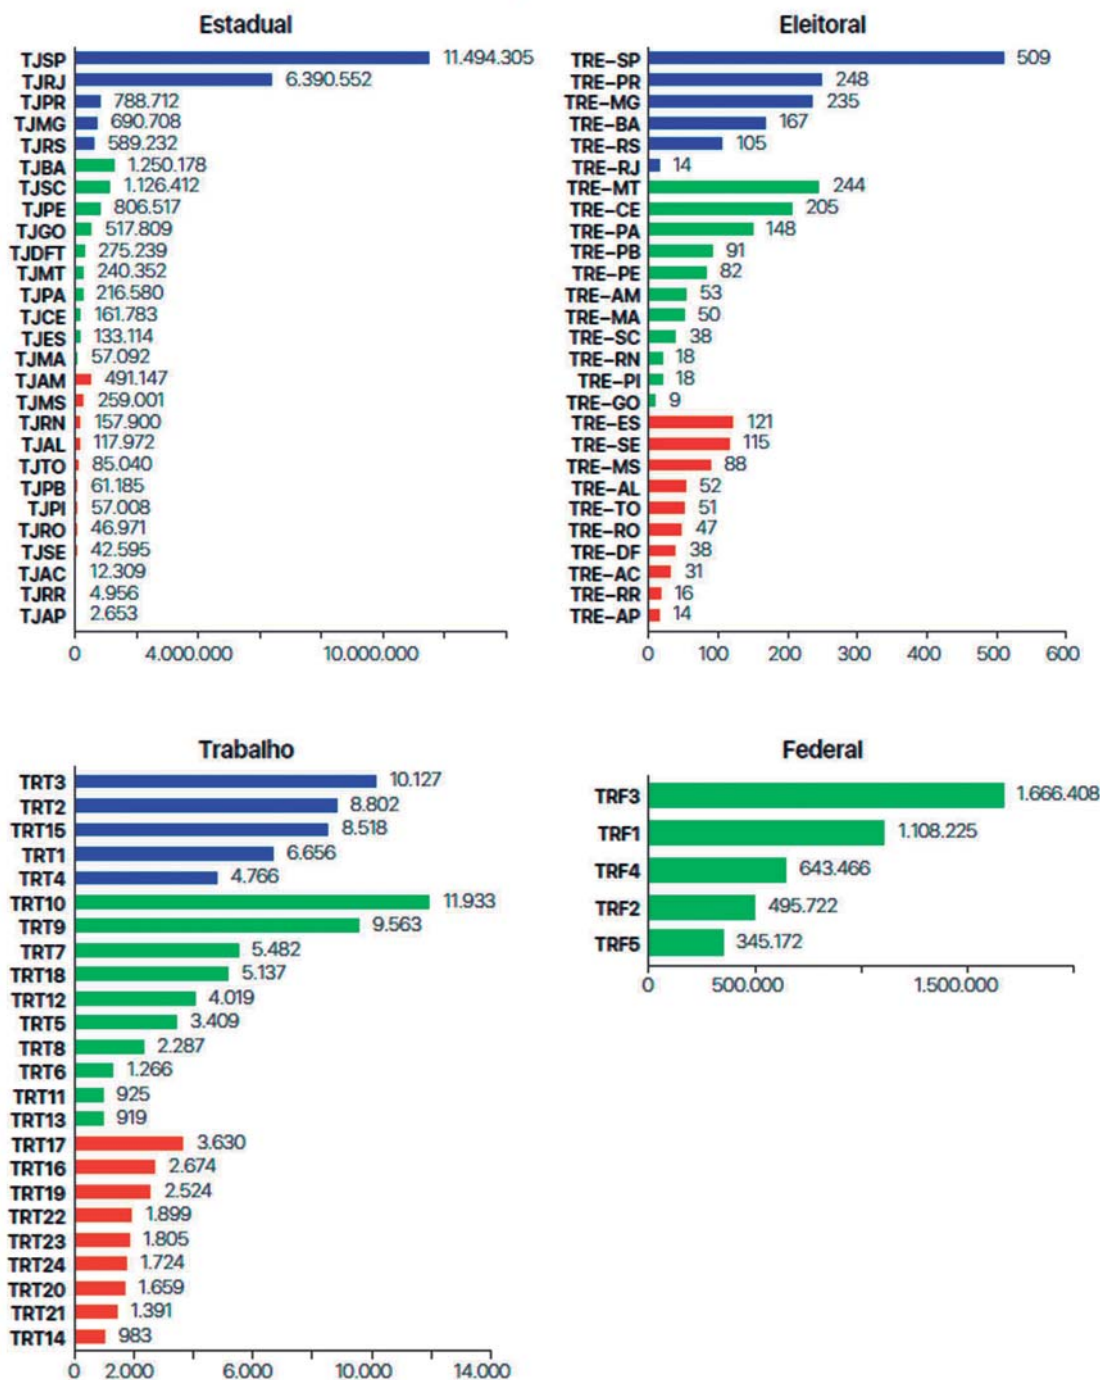 Estadual
TJSP 11.494.305
TJRJ 6.390.552
TJPR 788.712
TJMG 690.708
TJRS 589.232
TJBA 1.250.178
TJSC 1.126.412
TJPE 806.517
TJGO 517.809
TJDFT 275.239
TJMT 240.352
TJPA 216.580
TJCE 161.783
TJES 133.114
TJMA 57.092
TJAM 491.147
TJMS 259.001
TJRN 157.900
TJAL 117.972
TJTO 85.040
TJPB 61.185
TJPI 57.008
TJRO 46.971
TJSE 42.595
TJAC 12.309
TJRR 4.956
TJAP 2.653
0 4.000.000 10.000.000
Eleitoral
TRE-SP 509
TRE-PR 248
TRE-MG 235
TRE-BA 167
TRE-RS 105
TRE-RJ 14
TRE-MT 244
TRE-CE 205
TRE-PA 148
TRE-PB 91
TRE-PE 82
TRE-AM 53
TRE-MA 50
TRE-SC 38
TRE-RN 18
TRE-PI 18
TRE-GO 9
TRE-ES 121
TRE-SE 115
TRE-MS 88
TRE-AL 52
TRE-TO 51
TRE-RO 47
TRE-DF 38
TRE-AC 31
TRE-RR 16
TRE-AP 14
0 100 200 300 400 500 600
Trabalho
TRT3 10.127
TRT2 8.802
TRT15 8.518
TRT1 6.656
TRT4 4.766
TRT10 11.933
TRT9 9.563
TRT7 5.482
TRT18 5.137
TRT12 4.019
TRT5 3.409
TRT8 2.287
TRT6 1.266
TRT11 925
TRT13 919
TRT17 3.630
TRT16 2.674
TRT19 2.524
TRT22 1.899
TRT23 1.805
TRT24 1.724
TRT20 1.659
TRT21 1.391
TRT14 983
0 2.000 6.000 10.000 14.000
Federal
TRF3 1.666.408
TRF1 1.108.225
TRF4 643.466
TRF2 495.722
TRF5 345.172
0 500.000 1.500.000